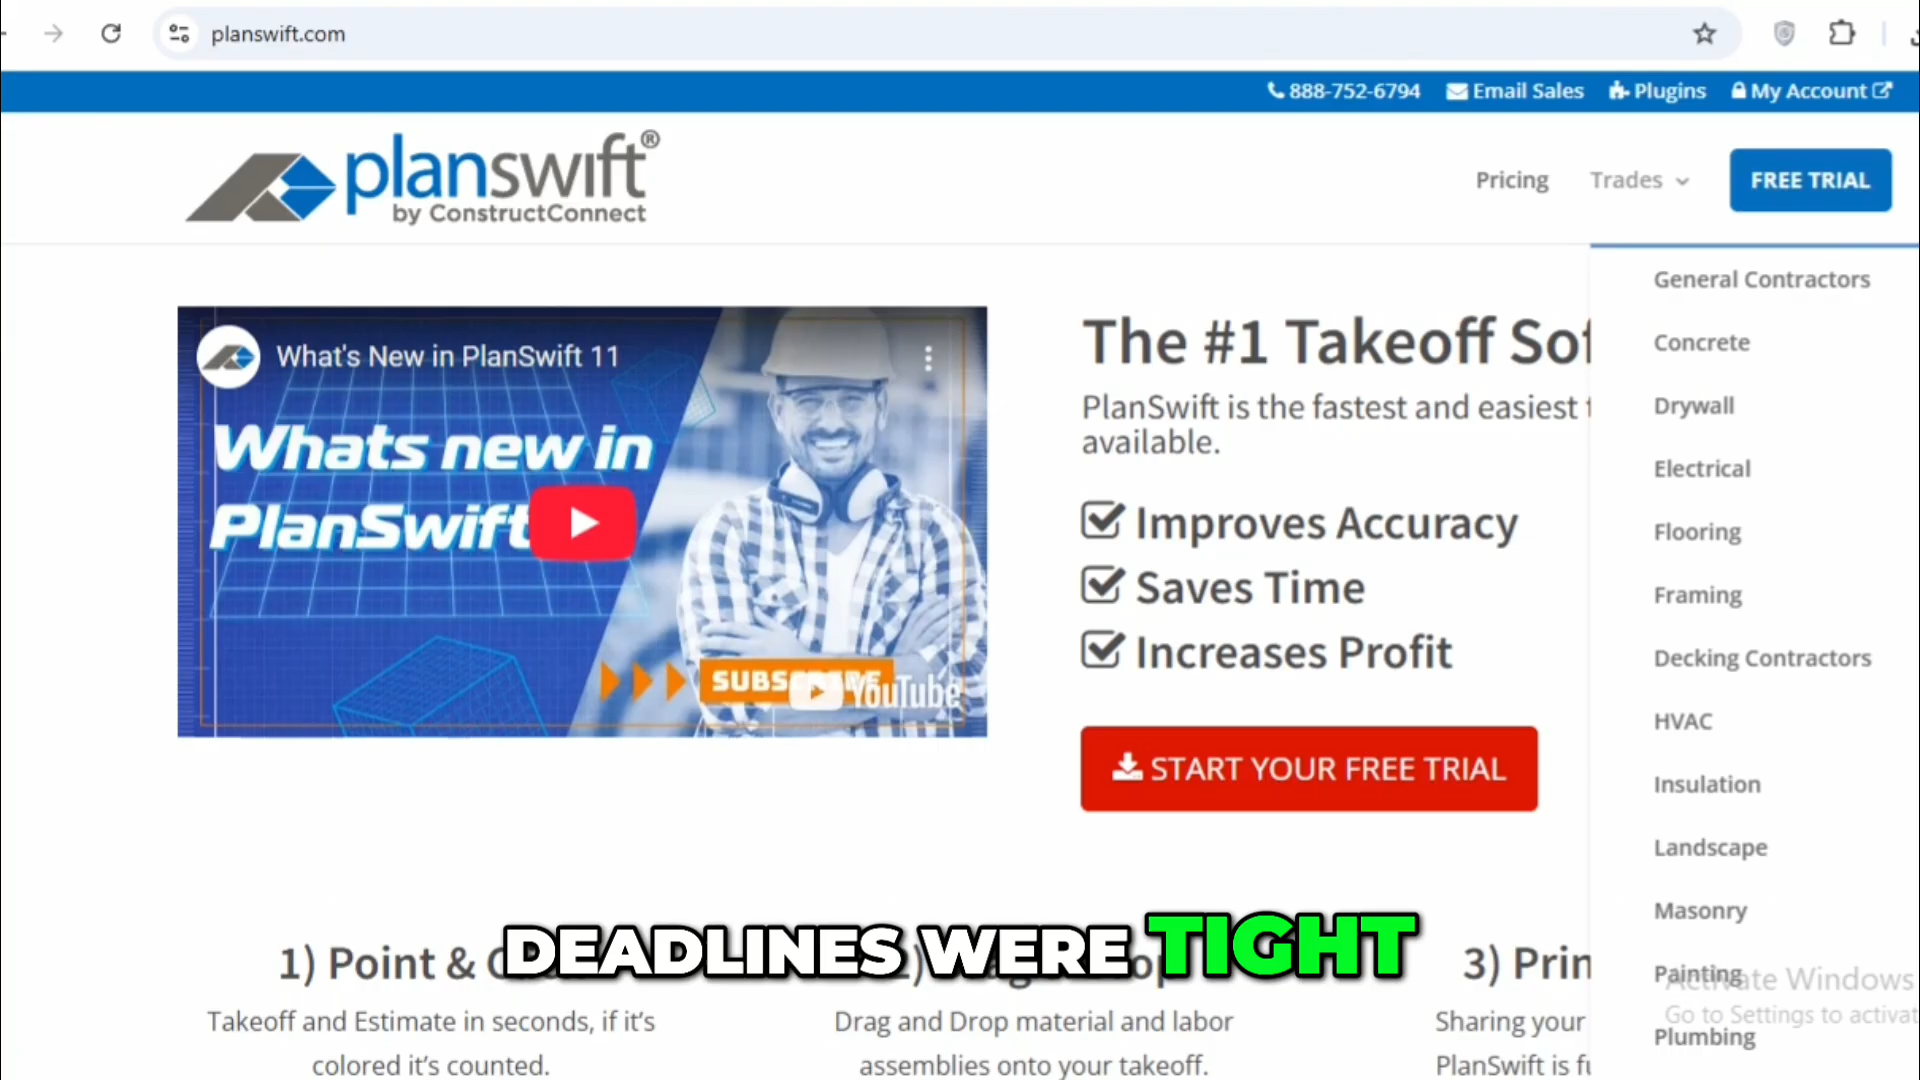 planswift.com
888-752-6794 Email Sales Plugins My Account
planswift®
by ConstructConnect
Pricing Trades FREE TRIAL
What's New in PlanSwift 11
Whats new in
PlanSwift
YouTube
The #1 Takeoff
PlanSwift is the fastest and easiest
available.
Improves Accuracy
Saves Time
Increases Profit
START YOUR FREE TRIAL
General Contractors
Concrete
Drywall
Electrical
Flooring
Framing
Decking Contractors
HVAC
Insulation
Landscape
Masonry
Painting
Plumbing
Activate Windows
Go to Settings to activat
DEADLINES WERE TIGHT
1) Point &
Takeoff and Estimate in seconds, if it's
colored it's counted.
Drag and Drop material and labor
assemblies onto your takeoff.
3) Prin
Sharing your
PlanSwift is